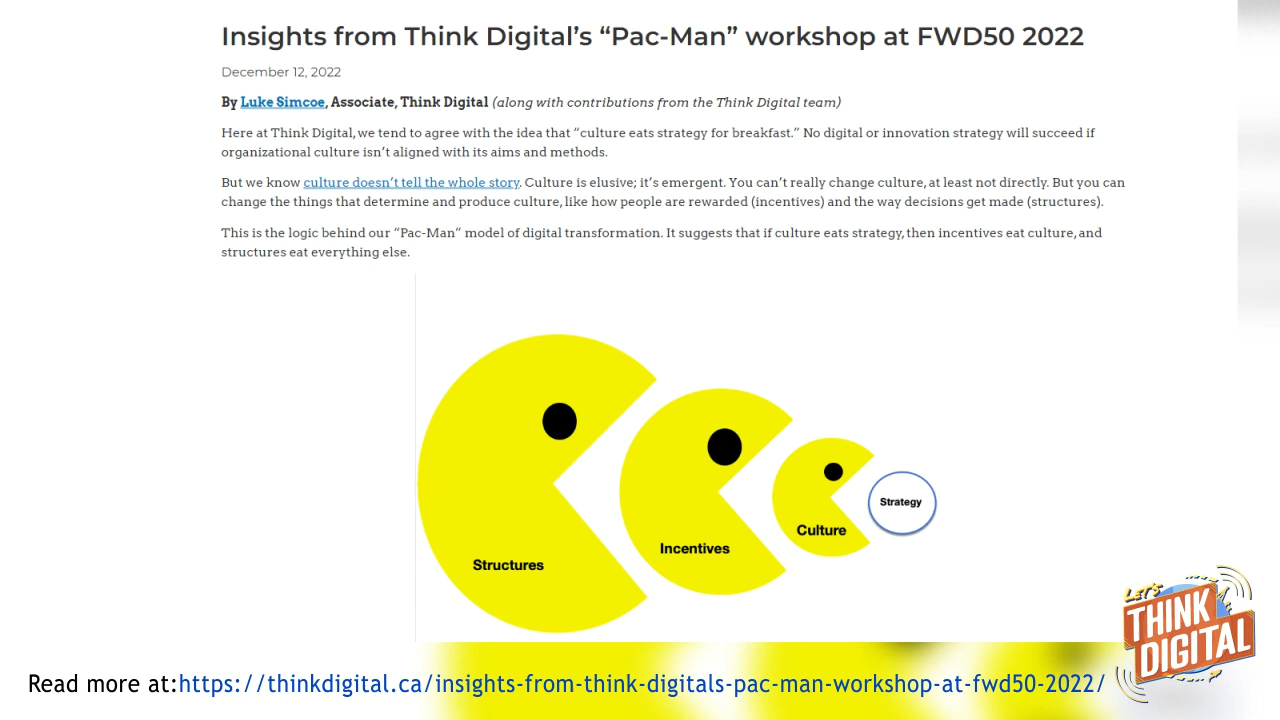 Insights from Think Digital’s “Pac-Man” workshop at FWD50 2022
December 12, 2022
By Luke Simcoe, Associate, Think Digital (along with contributions from the Think Digital team)
Here at Think Digital, we tend to agree with the idea that “culture eats strategy for breakfast.” No digital or innovation strategy will succeed if
organizational culture isn’t aligned with its aims and methods.
But we know culture doesn’t tell the whole story. Culture is elusive; it’s emergent. You can’t really change culture, at least not directly. But you can
change the things that determine and produce culture, like how people are rewarded (incentives) and the way decisions get made (structures).
This is the logic behind our “Pac-Man” model of digital transformation. It suggests that if culture eats strategy, then incentives eat culture, and
structures eat everything else.
Structures
Incentives
Culture
Strategy
LET'S
THINK
DIGITAL
Read more at:https://thinkdigital.ca/insights-from-think-digitals-pac-man-workshop-at-fwd50-2022/